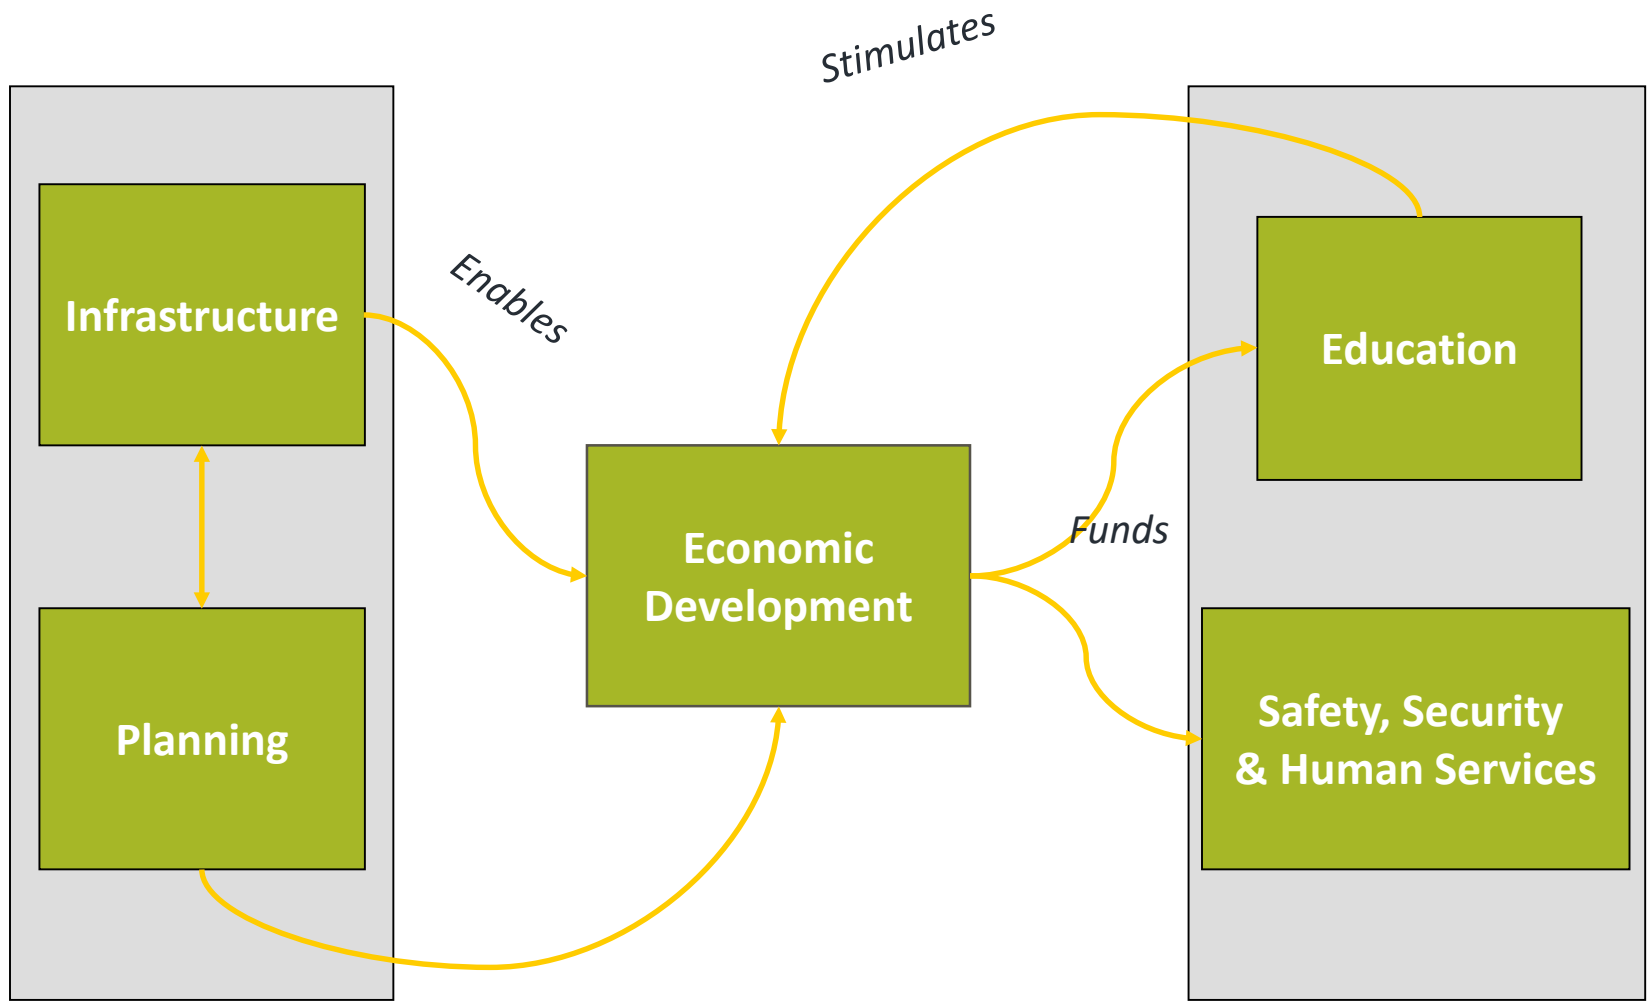 Stimulates
Infrastructure
Enables
Education
Funds
Economic
Development
Planning
Safety, Security
& Human Services